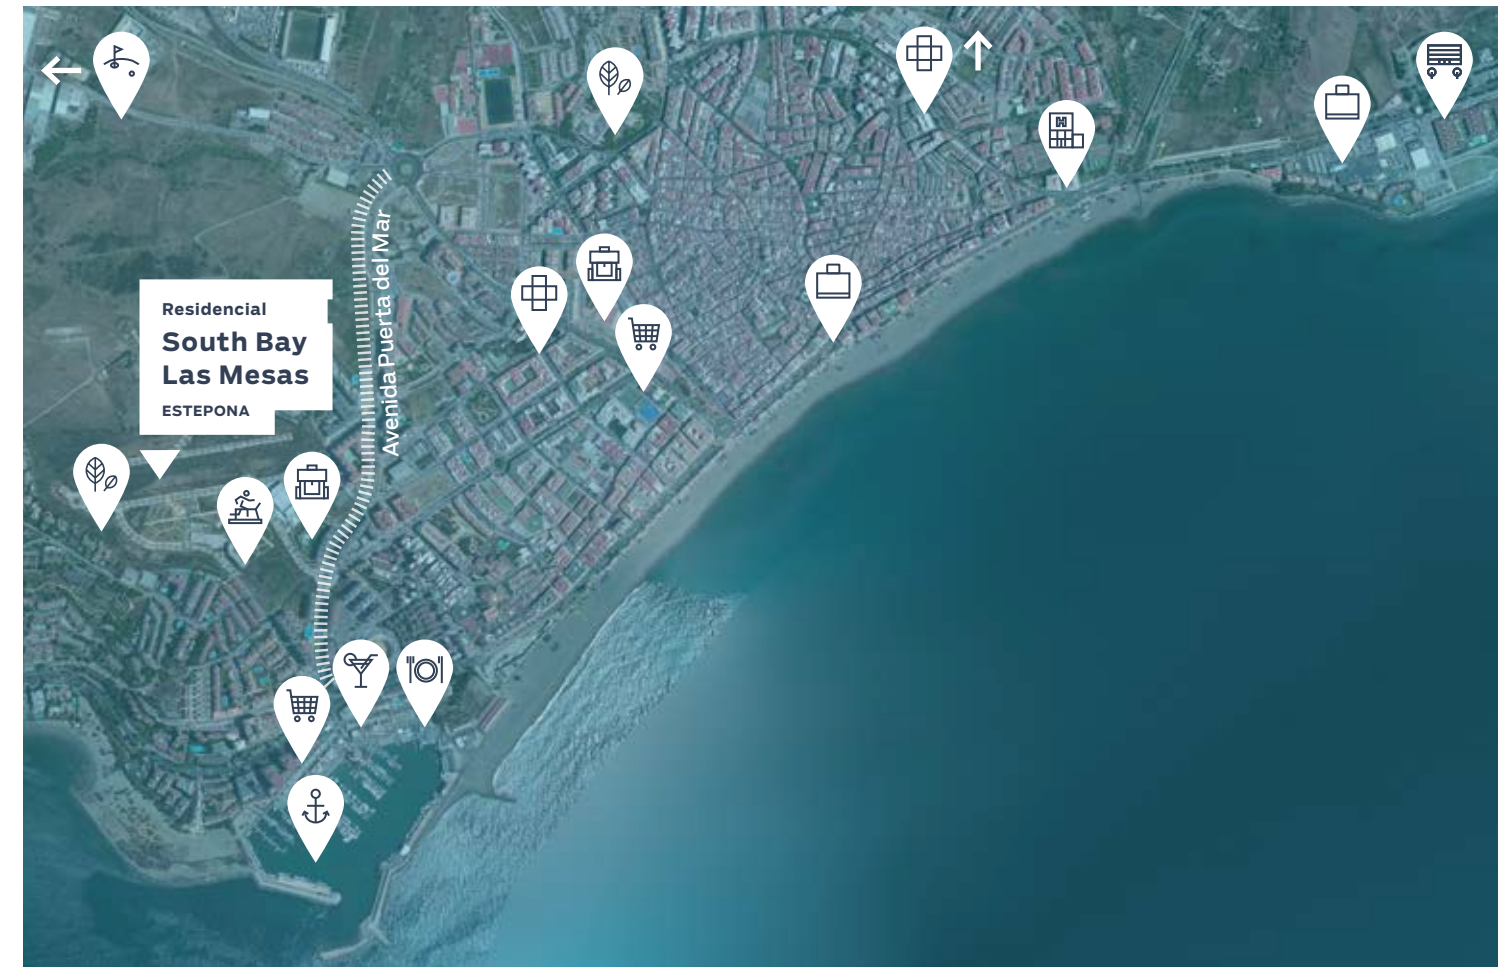 Residencial
South Bay
Las Mesas
ESTEPONA
Avenida Puerta del Mar
H